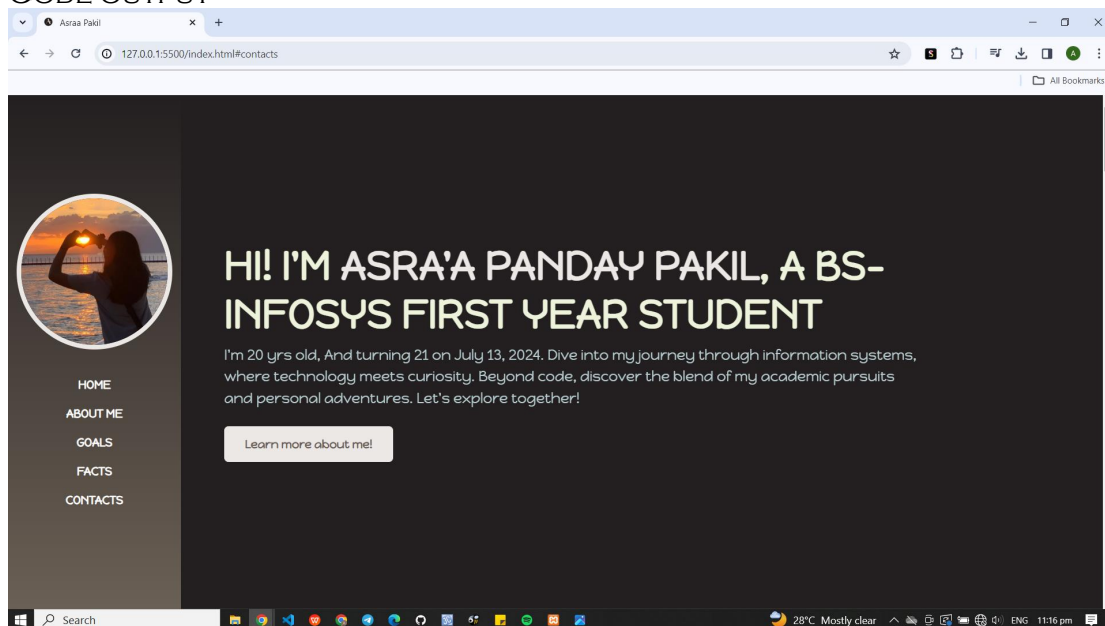 CODE OUTPUT
Asraa Pakil
127.0.0.1:5500/index.html#contacts
S
A
All Bookmarks
HI! I'M ASRA'A PANDAY PAKIL, A BS-
INFOSYS FIRST YEAR STUDENT
I'm 20 yrs old, And turning 21 on July 13, 2024. Dive into my journey through information systems,
where technology meets curiosity. Beyond code, discover the blend of my academic pursuits
and personal adventures. Let's explore together!
Learn more about me!
HOME
ABOUT ME
GOALS
FACTS
CONTACTS
Search
28°C Mostly clear
ENG
11:16 pm